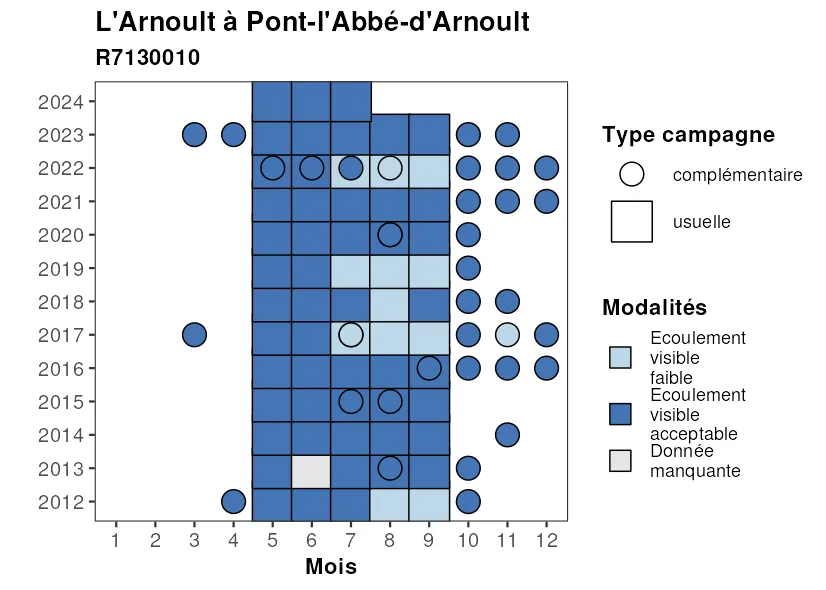 L'Arnoult à Pont-l'Abbé-d'Arnoult
R7130010
2024
2023
2022
2021
2020
2019
2018
2017
2016
2015
2014
2013
2012
1 2 3 4 5 6 7 8 9 10 11 12
Mois
Type campagne
complémentaire
usuelle
Modalités
Ecoulement
visible
faible
Ecoulement
visible
acceptable
Donnée
manquante